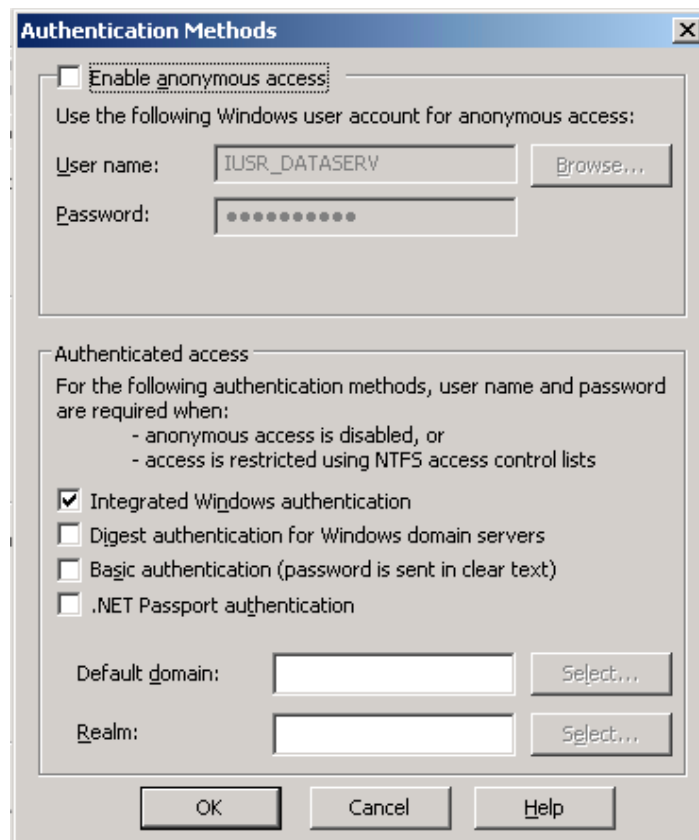 Authentication Methods
Enable anonymous access
Use the following Windows user account for anonymous access:
User name:
IUSR_DATASERV
Browse...
Password:
●●●●●●●●●●
Authenticated access
For the following authentication methods, user name and password
are required when:
- anonymous access is disabled, or
- access is restricted using NTFS access control lists
Integrated Windows authentication
Digest authentication for Windows domain servers
Basic authentication (password is sent in clear text)
.NET Passport authentication
Default domain:
Select...
Realm:
Select...
OK
Cancel
Help